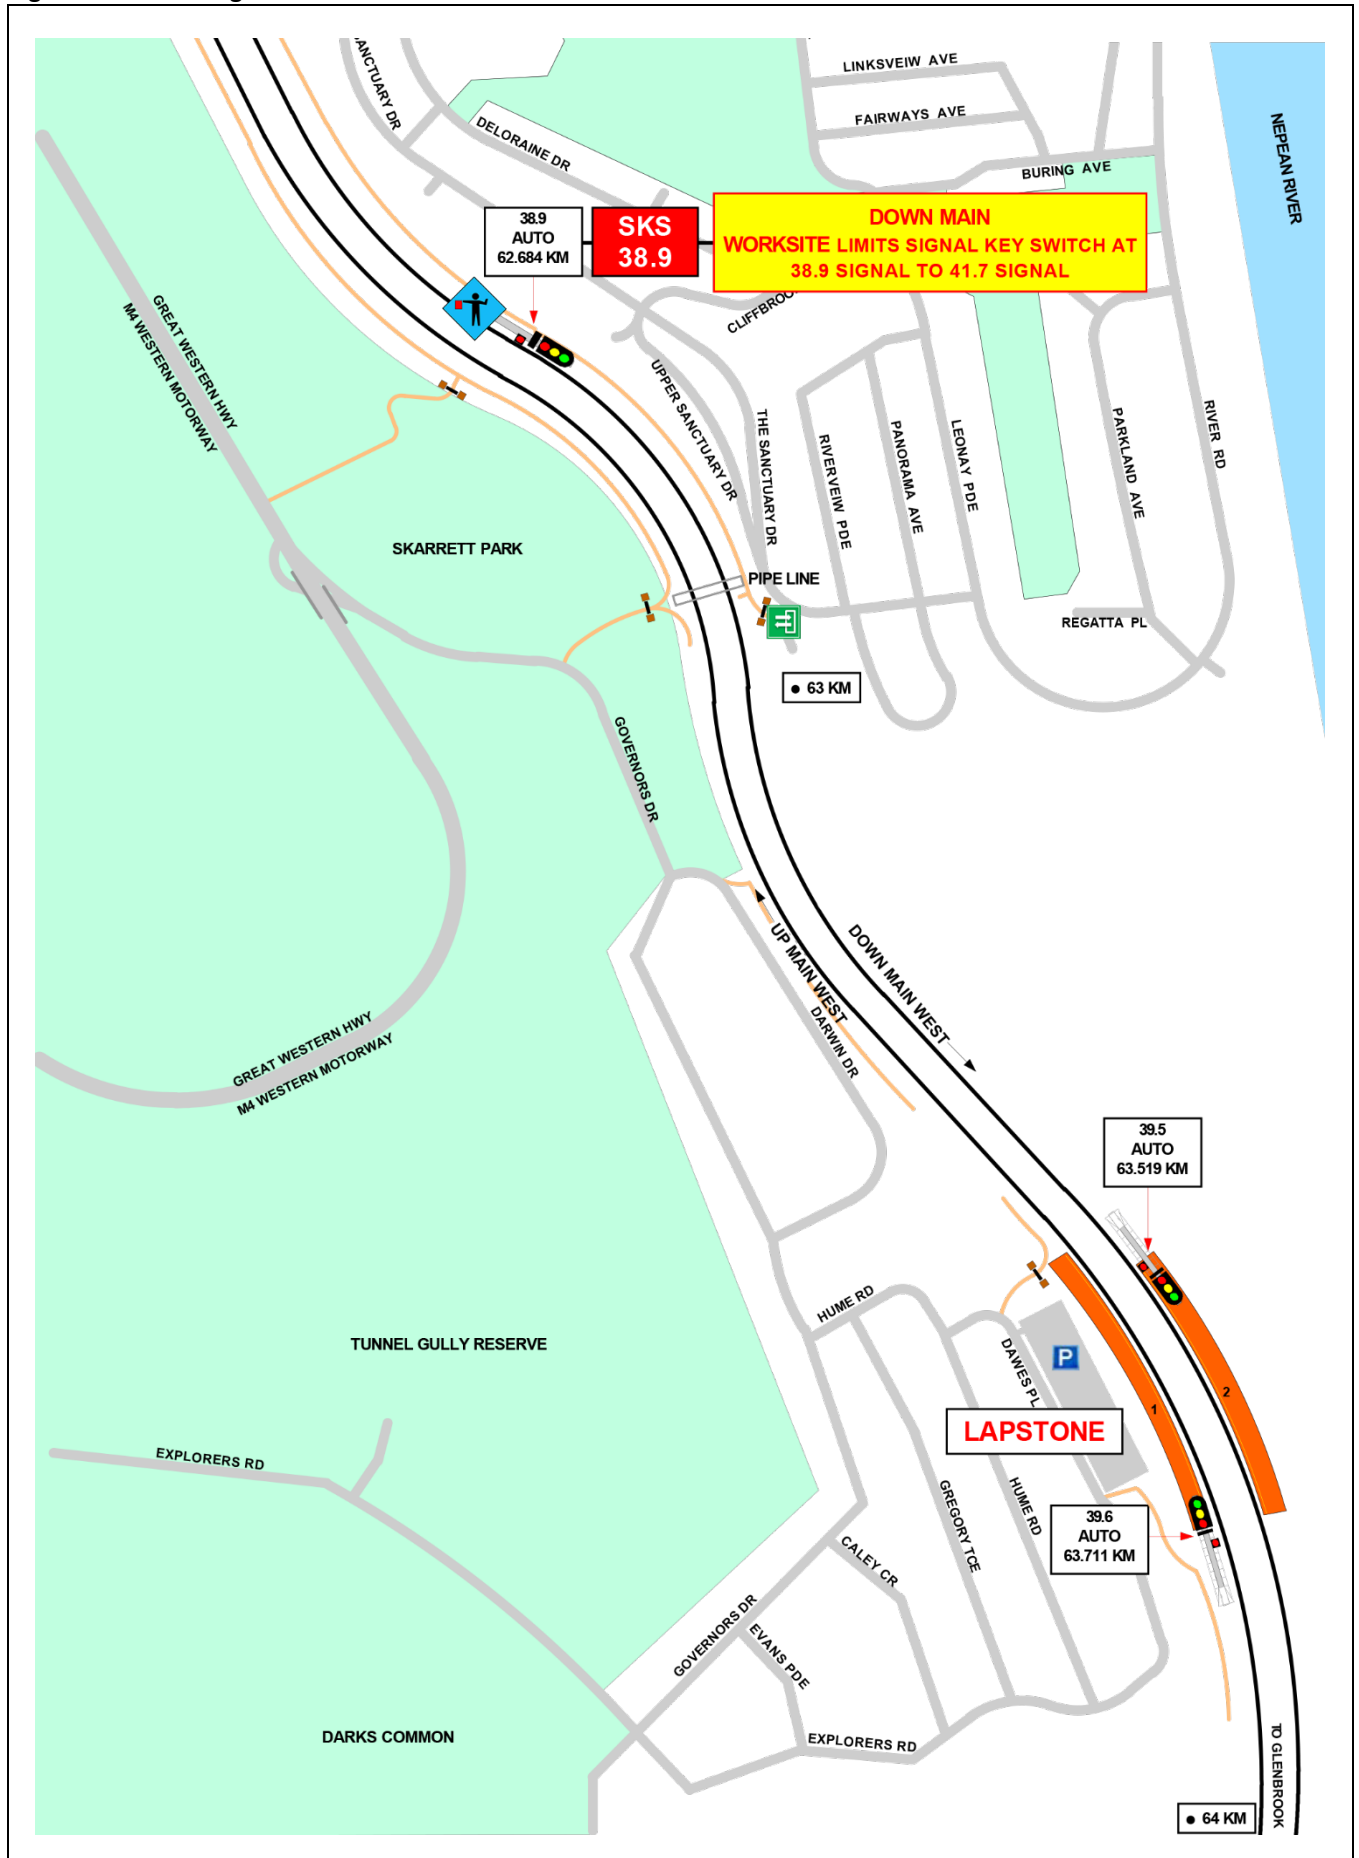 LINKSVEIW AVE
FAIRWAYS AVE
BURING AVE
NEPEAN RIVER
DELORAINE DR
38.9
AUTO
62.684 KM
SKS
38.9
DOWN MAIN
WORKSITE LIMITS SIGNAL KEY SWITCH AT
38.9 SIGNAL TO 41.7 SIGNAL
GREAT WESTERN HWY
M4 WESTERN MOTORWAY
UPPER SANCTUARY DR
THE SANCTUARY DR
RIVERVEIW PDE
PANORAMA AVE
LEONAY PDE
PARKLAND AVE
RIVER RD
SKARRETT PARK
PIPE LINE
REGATTA PL
63 KM
GOVERNORS DR
UP MAIN WEST
DOWN MAIN WEST
DARWIN DR
GREAT WESTERN HWY
M4 WESTERN MOTORWAY
39.5
AUTO
63.519 KM
HUME RD
TUNNEL GULLY RESERVE
DAWES PL
P
1
2
LAPSTONE
EXPLORERS RD
GREGORY TCE
HUME RD
39.6
AUTO
63.711 KM
CALEY CR
GOVERNORS DR
EVANS PDE
DARKS COMMON
EXPLORERS RD
TO GLENBROOK
64 KM